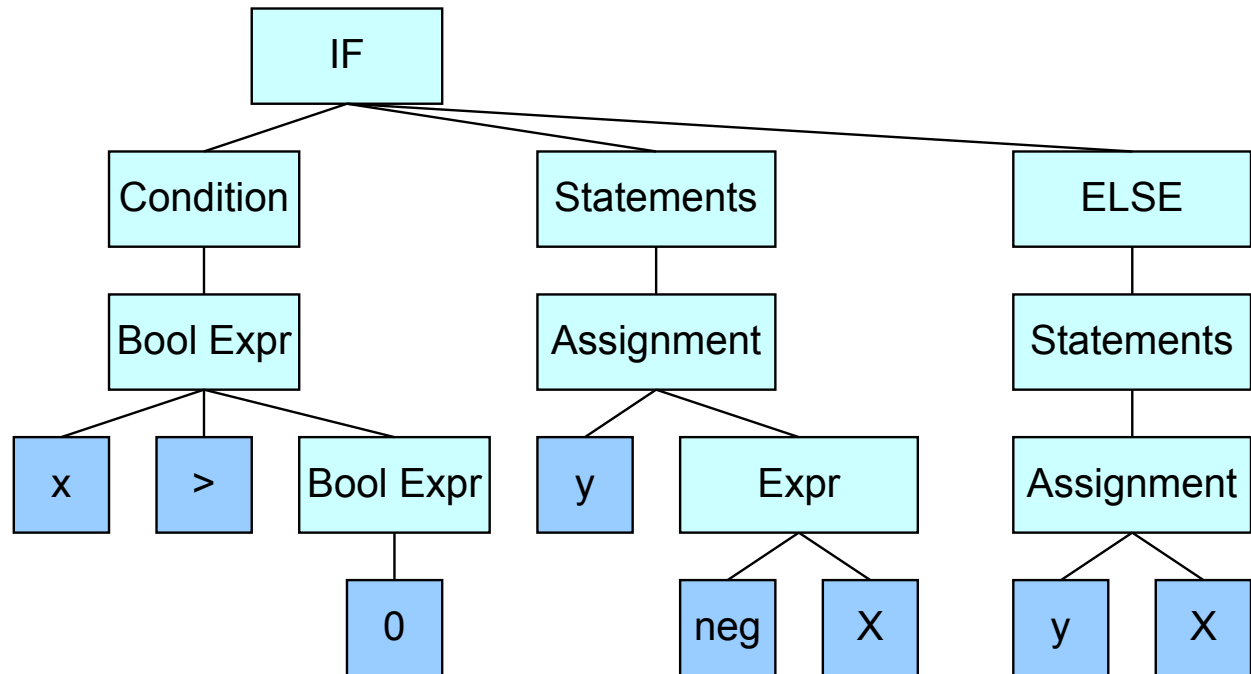 IF
Condition
Statements
ELSE
Bool Expr
Assignment
Statements
x
>
Bool Expr
y
Expr
Assignment
0
neg
X
y
X